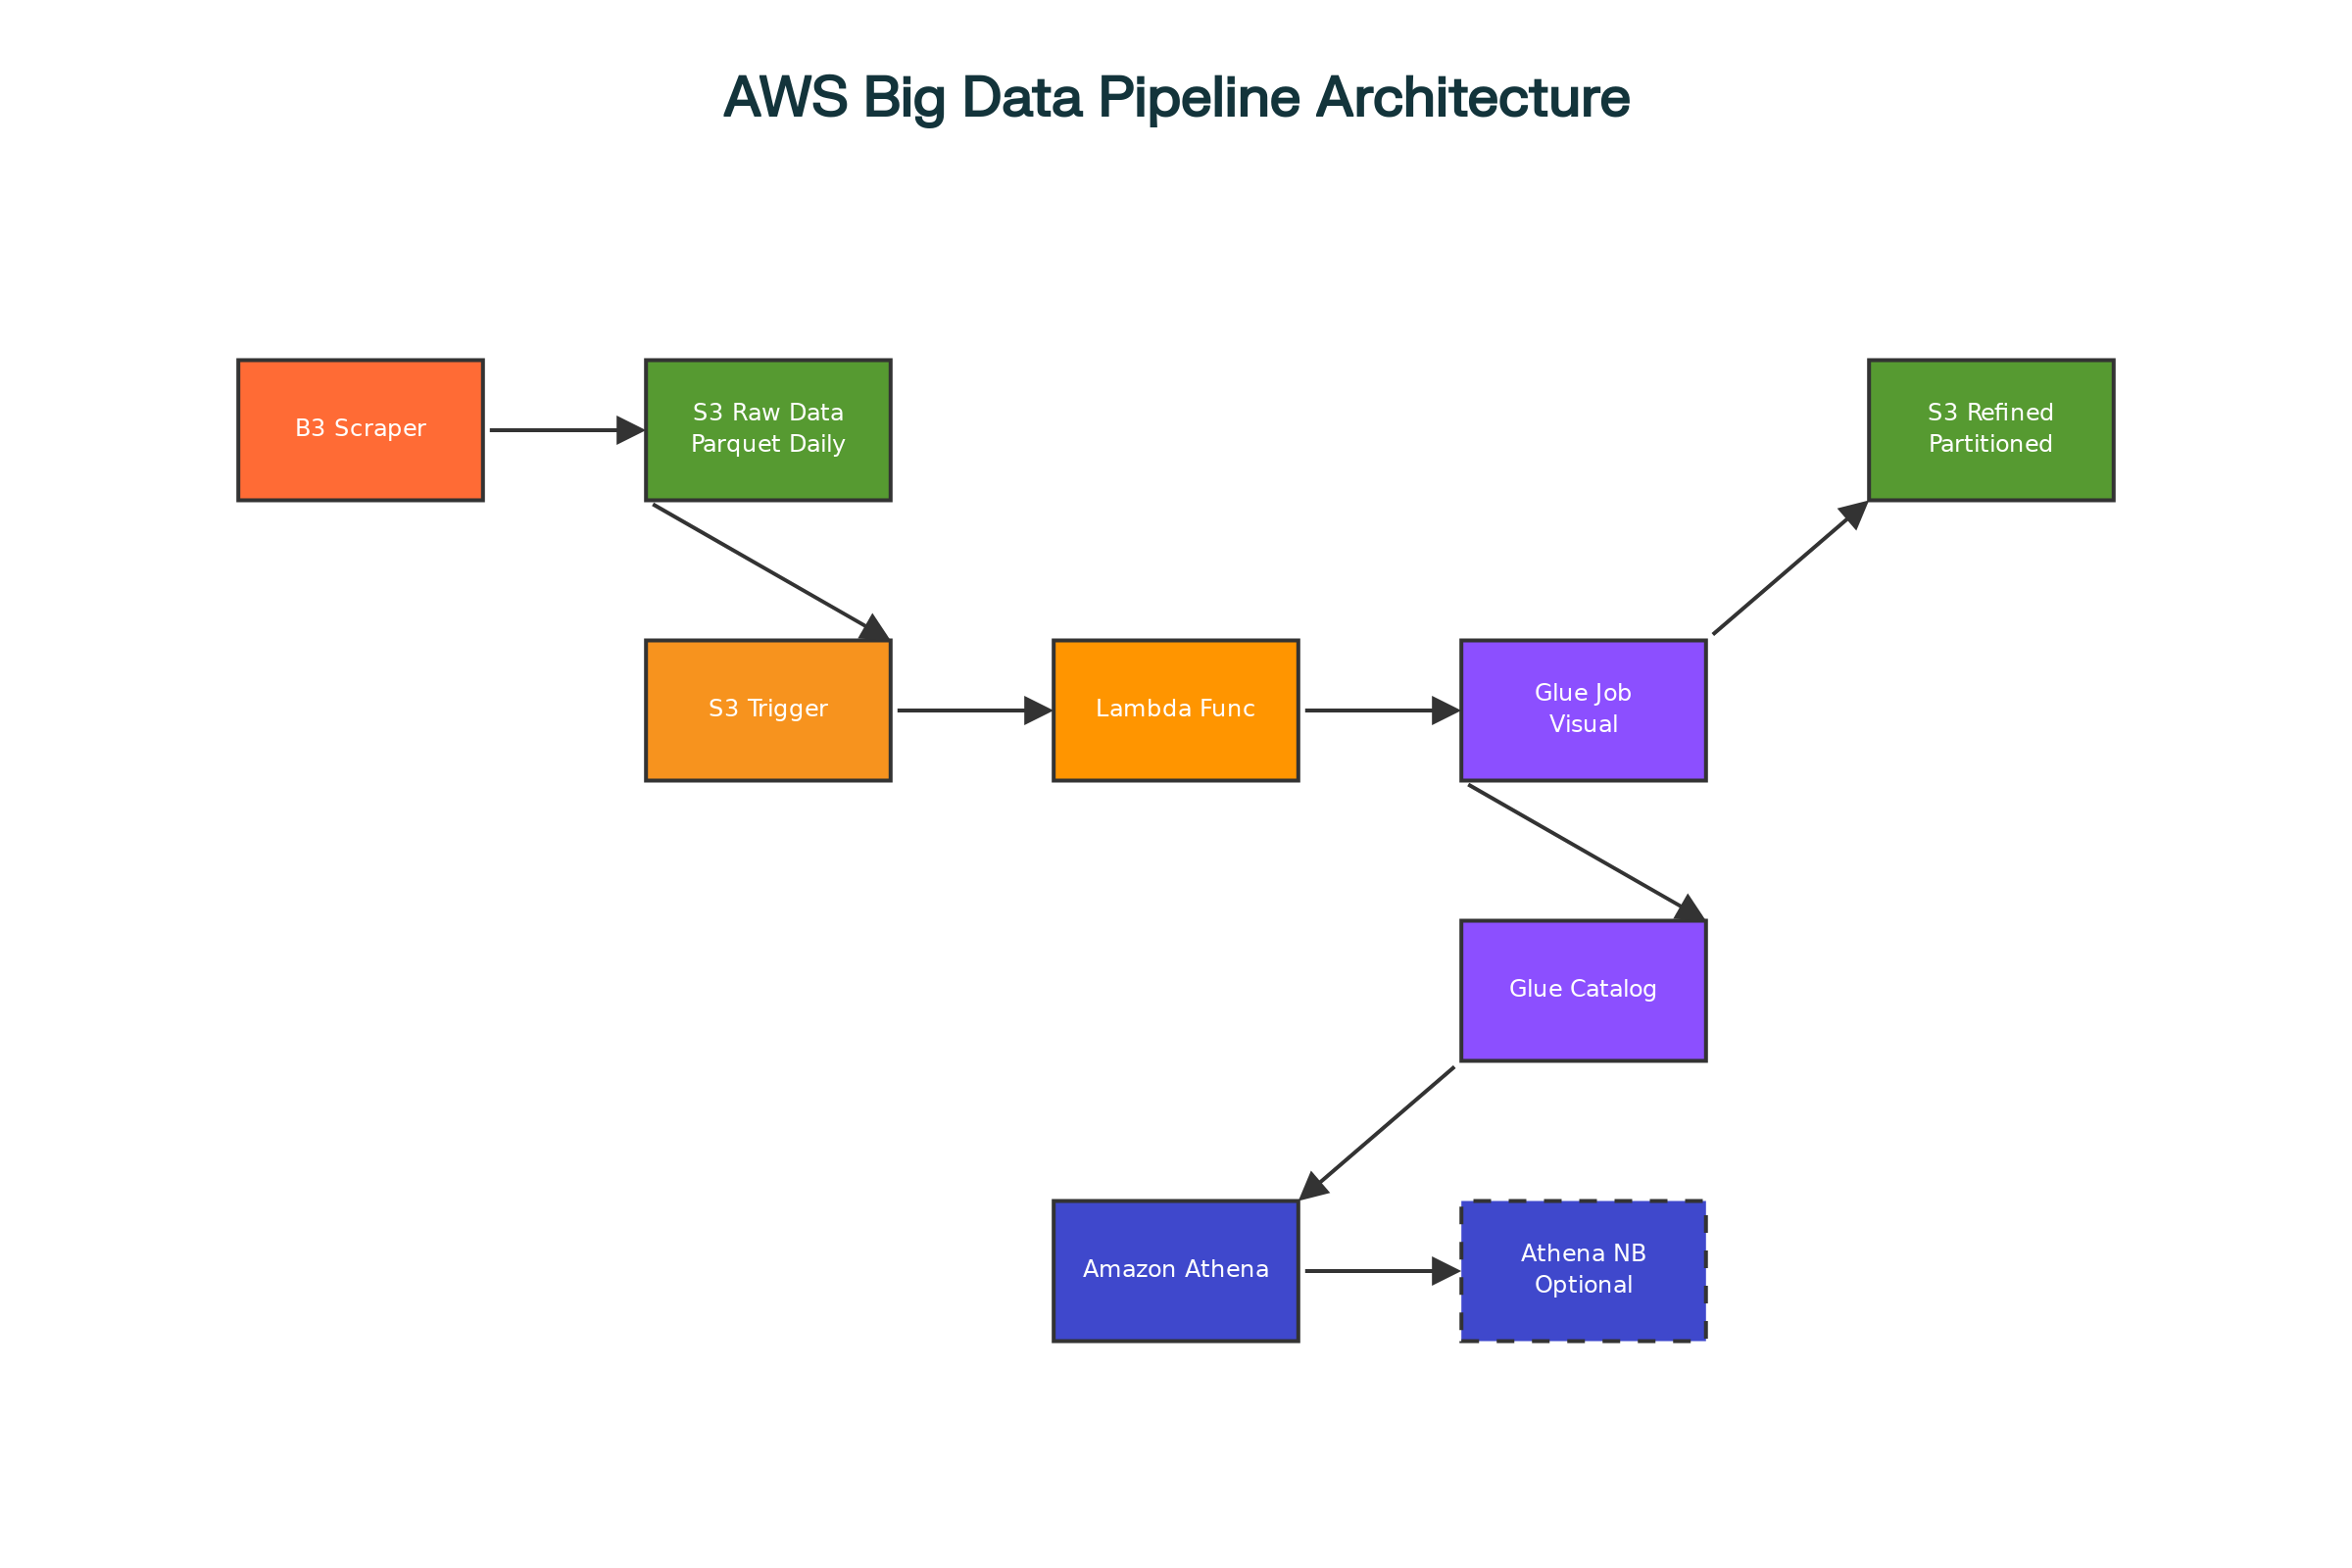 AWS Big Data Pipeline Architecture
B3 Scraper
S3 Raw Data
Parquet Daily
S3 Refined
Partitioned
S3 Trigger
Lambda Func
Glue Job
Visual
Glue Catalog
Amazon Athena
Athena NB
Optional